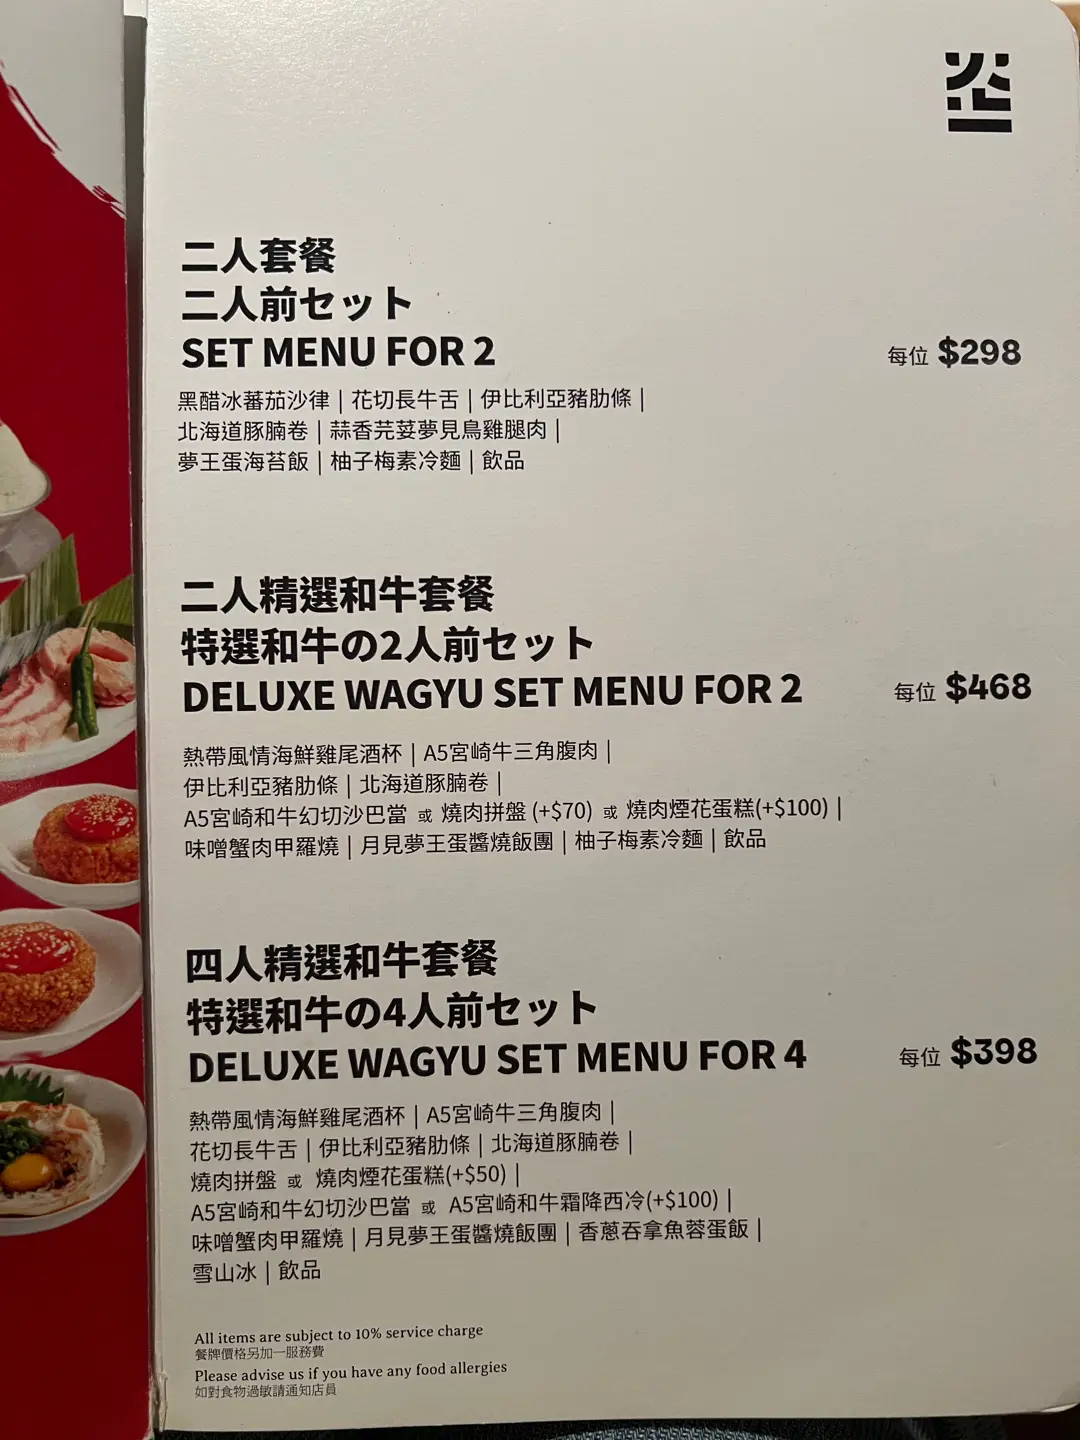 二人套餐
二人前セット
SET MENU FOR 2
每位 $298
黑醋冰蕃茄沙律 | 花切長牛舌 | 伊比利亞豬肋條 |
北海道豚腩卷 | 蒜香芫荽夢見鳥雞腿肉 |
夢王蛋海苔飯 | 柚子梅素冷麵 | 飲品
二人精選和牛套餐
特選和牛の2人前セット
DELUXE WAGYU SET MENU FOR 2
每位 $468
熱帶風情海鮮雞尾酒杯 | A5宮崎牛三角腹肉 |
伊比利亞豬肋條 | 北海道豚腩卷 |
A5宮崎和牛幻切沙巴當 或 燒肉拼盤 (+$70) 或 燒肉煙花蛋糕(+$100) |
味噌蟹肉甲羅燒 | 月見夢王蛋醬燒飯團 | 柚子梅素冷麵 | 飲品
四人精選和牛套餐
特選和牛の4人前セット
DELUXE WAGYU SET MENU FOR 4
每位 $398
熱帶風情海鮮雞尾酒杯 | A5宮崎牛三角腹肉 |
花切長牛舌 | 伊比利亞豬肋條 | 北海道豚腩卷 |
燒肉拼盤 或 燒肉煙花蛋糕(+$50) |
A5宮崎和牛幻切沙巴當 或 A5宮崎和牛霜降西冷(+$100) |
味噌蟹肉甲羅燒 | 月見夢王蛋醬燒飯團 | 香蔥吞拿魚蓉蛋飯 |
雪山冰 | 飲品
All items are subject to 10% service charge
餐牌價格另加一服務費
Please advise us if you have any food allergies
如對食物過敏請通知店員